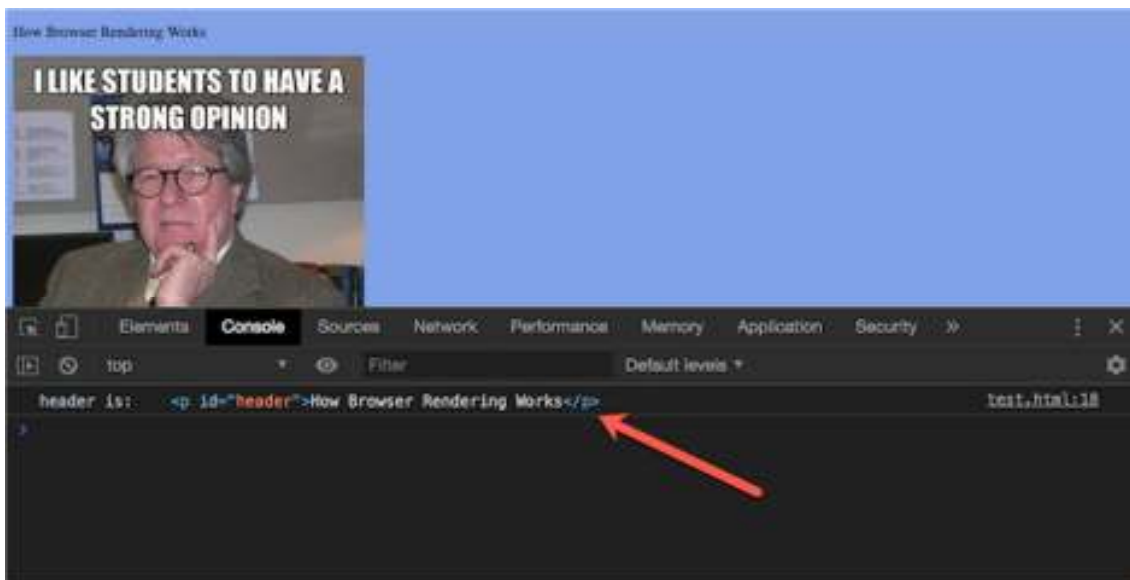 How Browser Rendering Works
I LIKE STUDENTS TO HAVE A
STRONG OPINION
Elements Console Sources Network Performance Memory Application Security »
top Filter Default levels ▼
header is: <p id="header">How Browser Rendering Works</p> test.html:18
>